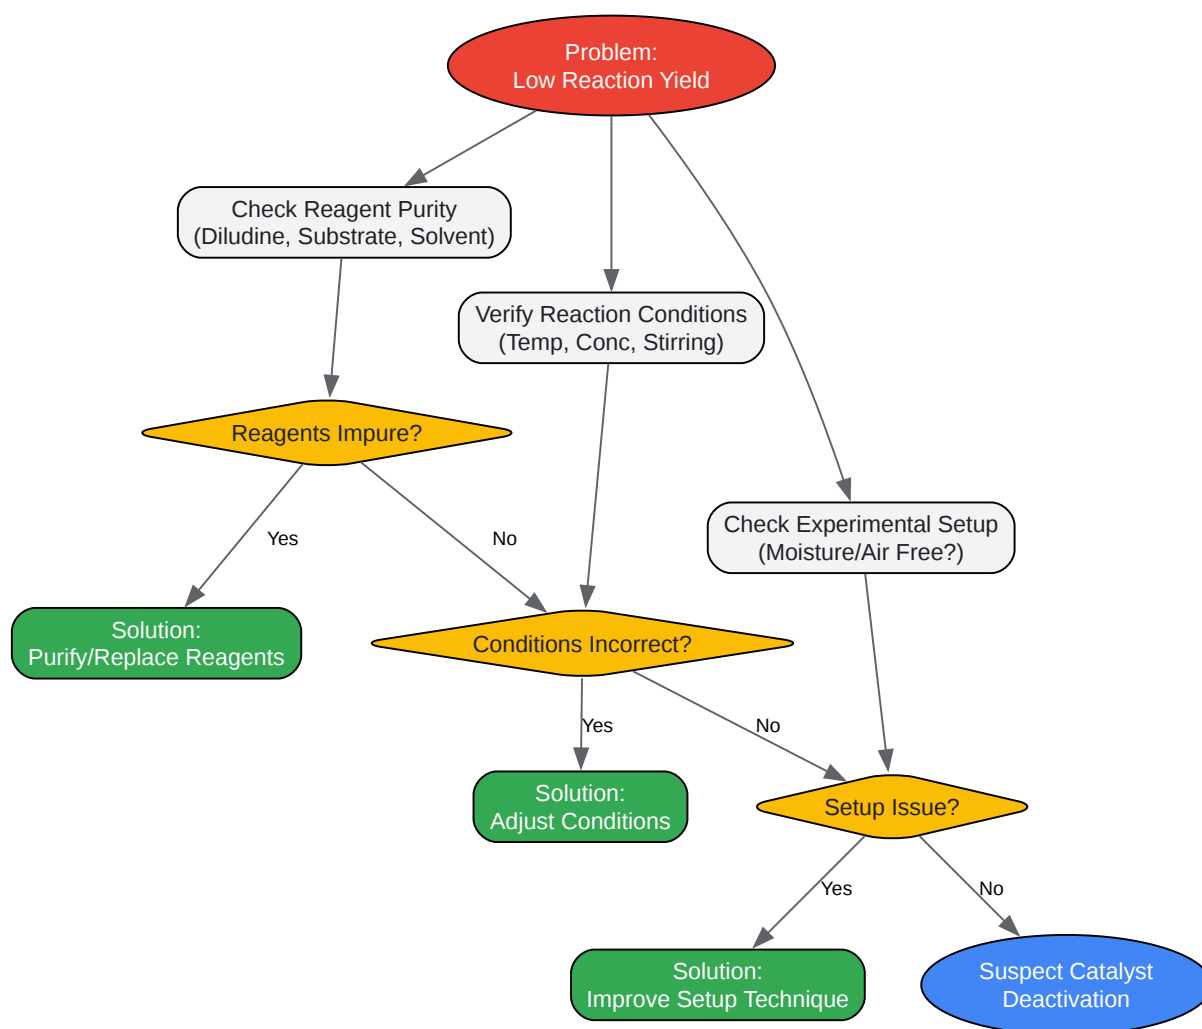 Problem:
Low Reaction Yield
Check Reagent Purity
(Diludine, Substrate, Solvent)
Verify Reaction Conditions
(Temp, Conc, Stirring)
Reagents Impure?
Check Experimental Setup
(Moisture/Air Free?)
Yes
No
Solution:
Purify/Replace Reagents
Conditions Incorrect?
Yes
No
Solution:
Adjust Conditions
Setup Issue?
Yes
No
Solution:
Improve Setup Technique
Suspect Catalyst
Deactivation